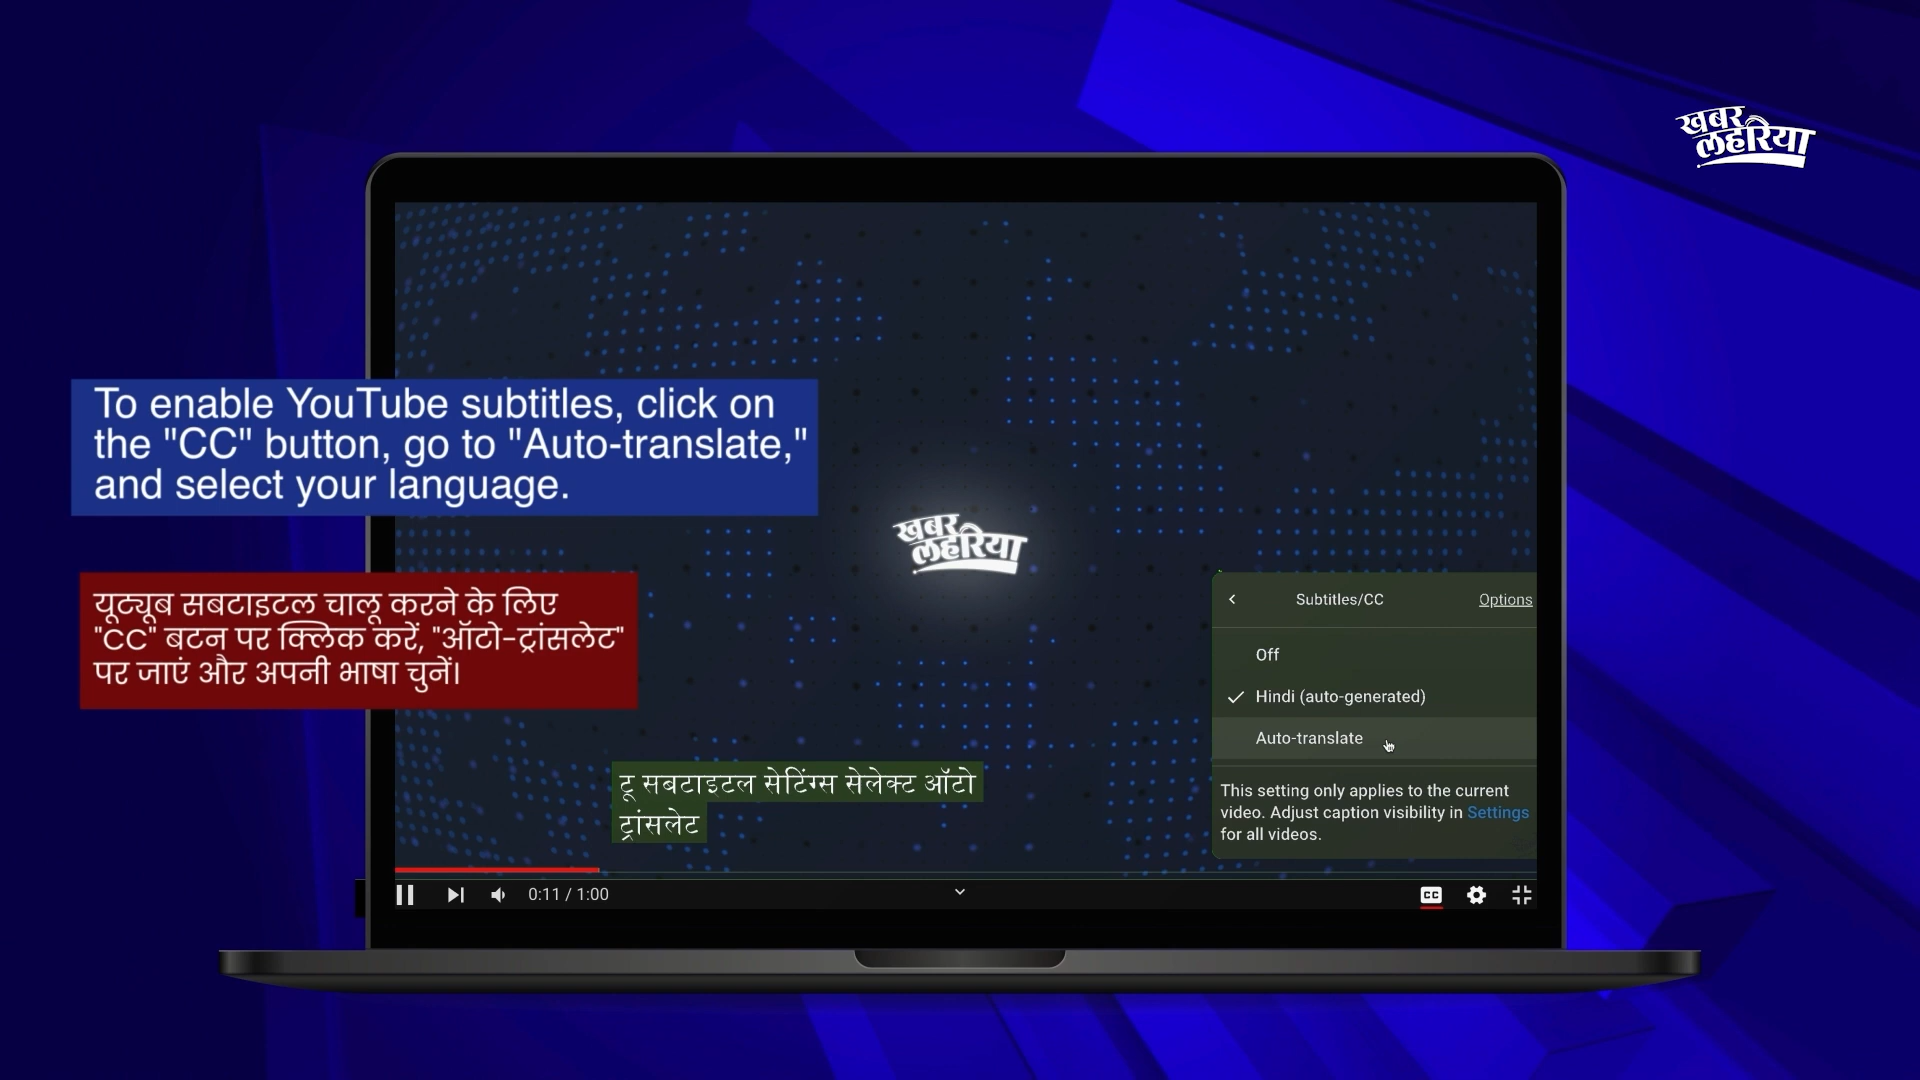 खबर
लहरिया
To enable YouTube subtitles, click on
the "CC" button, go to "Auto-translate,"
and select your language.
खबर
लहरिया
यूट्यूब सबटाइटल चालू करने के लिए
"CC" बटन पर क्लिक करें, "ऑटो-ट्रांसलेट"
पर जाएं और अपनी भाषा चुनें।
Subtitles/CC Options
Off
Hindi (auto-generated)
Auto-translate
This setting only applies to the current
video. Adjust caption visibility in Settings
for all videos.
टू सबटाइटल सेटिंग्स सेलेक्ट ऑटो
ट्रांसलेट
0:11 / 1:00
CC